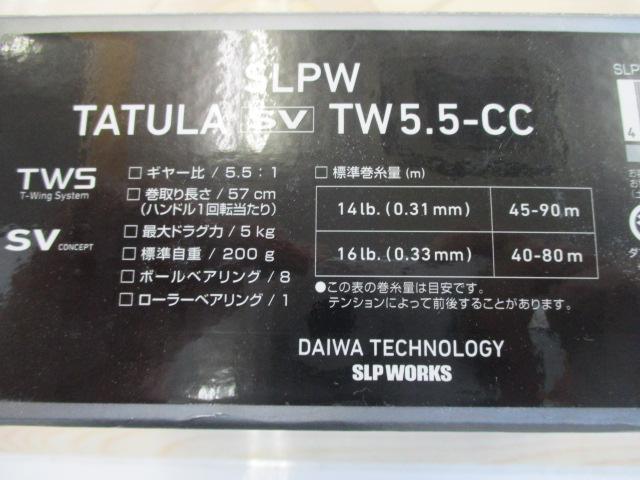 SLPW
TATULA SV TW5.5-CC
TWS
T-Wing System
SV CONCEPT
□ ギヤー比 / 5.5 : 1
□ 巻取り長さ / 57 cm
(ハンドル1回転当たり)
□ 最大ドラグ力 / 5 kg
□ 標準自重 / 200 g
□ ボールベアリング / 8
□ ローラーベアリング / 1
□ 標準巻糸量 (m)
14 lb. (0.31 mm) 45-90 m
16 lb. (0.33 mm) 40-80 m
●この表の巻糸量は目安です。
テンションによって前後することがあります。
DAIWA TECHNOLOGY
SLP WORKS
SLP
4